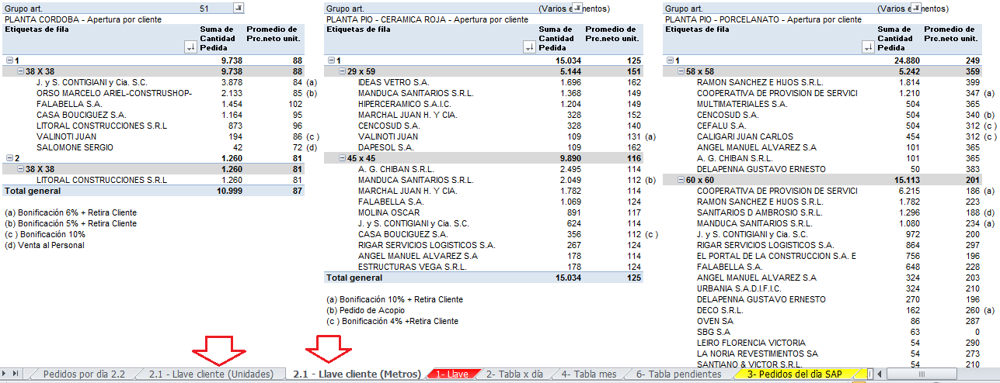 Grupo art. 51
PLANTA CORDOBA - Apertura por cliente
Etiquetas de fila Suma de Cantidad Pedida Promedio de Prc.neto unit.
1 9.738 88
38 X 38 9.738 88
J. y S. CONTIGIANI y Cia. S.C. 3.878 84 (a)
ORSO MARCELO ARIEL-CONSTRUSHOP- 2.133 85 (b)
FALABELLA S.A. 1.454 102
CASA BOUCIGUEZ S.A. 1.164 95
LITORAL CONSTRUCCIONES S.R.L 873 96
VALINOTI JUAN 194 86 (c )
SALOMONE SERGIO 42 72 (d)
2 1.260 81
38 X 38 1.260 81
LITORAL CONSTRUCCIONES S.R.L 1.260 81
Total general 10.999 87
(a) Bonificación 6% + Retira Cliente
(b) Bonificación 5% + Retira Cliente
(c ) Bonificación 10%
(d) Venta al Personal
Grupo art. (Varios e mentos)
PLANTA PIO - CERAMICA ROJA - Apertura por cliente
Etiquetas de fila Suma de Cantidad Pedida Promedio de Prc.neto unit.
1 15.034 125
29 x 59 5.144 151
IDEAS VETRO S.A. 1.696 162
MANDUCA SANITARIOS S.R.L. 1.368 149
HIPERCERAMICO S.A.I.C. 1.204 149
MARCHAL JUAN H. Y CIA. 328 152
CENCOSUD S.A. 328 140
VALINOTI JUAN 109 131 (a)
DAPESOL S.A. 109 162
45 x 45 9.890 116
A. G. CHIBAN S.R.L. 2.495 114
MANDUCA SANITARIOS S.R.L. 2.049 112 (b)
MARCHAL JUAN H. Y CIA. 1.782 114
FALABELLA S.A. 1.069 124
MOLINA OSCAR 891 117
J. y S. CONTIGIANI y Cia. S.C. 624 114
CASA BOUCIGUEZ S.A. 356 112 (c )
RIGAR SERVICIOS LOGISTICOS S.A. 267 124
ANGEL MANUEL ALVAREZ S.A 178 114
ESTRUCTURAS VEGA S.R.L. 178 124
Total general 15.034 125
(a) Bonificación 10% + Retira Cliente
(b) Pedido de Acopio
(c ) Bonificación 4% +Retira Cliente
Grupo art. (Varios e mentos)
PLANTA PIO - PORCELANATO - Apertura por cliente
Etiquetas de fila Suma de Cantidad Pedida Promedio de Prc.neto unit.
1 24.880 249
58 x 58 5.242 359
RAMON SANCHEZ E HIJOS S.R.L. 1.814 399
COOPERATIVA DE PROVISION DE SERVICI 1.210 347 (a)
MULTIMATERIALES S.A. 504 365
CENCOSUD S.A. 504 340 (b)
CEFALU S.A. 504 312 (c )
CALIGARI JUAN CARLOS 454 312 (c )
ANGEL MANUEL ALVAREZ S.A 101 365
A. G. CHIBAN S.R.L. 101 365
DELAPENNA GUSTAVO ERNESTO 50 383
60 x 60 15.113 201
COOPERATIVA DE PROVISION DE SERVICI 6.215 186 (a)
RAMON SANCHEZ E HIJOS S.R.L. 1.782 223
SANITARIOS D AMBROSIO S.R.L. 1.296 188 (d)
MANDUCA SANITARIOS S.R.L. 1.080 234 (a)
J. y S. CONTIGIANI y Cia. S.C. 972 200
RIGAR SERVICIOS LOGISTICOS S.A. 864 297
EL PORTAL DE LA CONSTRUCCION S.A. E 756 196
FALABELLA S.A. 648 228
ANGEL MANUEL ALVAREZ S.A 324 203
URBANIA S.A.D.I.F.I.C. 324 210
DELAPENNA GUSTAVO ERNESTO 270 196
DECO S.R.L. 162 260 (a)
OVEN SA 86 287
SBG S.A 63 0
LEIRO FLORENCIA VICTORIA 54 290
LA NORIA REVESTIMIENTOS SA 54 273
SANTIANO & VICTOR S.R.L. 54 210
Pedidos por dìa 2.2 2.1 - Llave cliente (Unidades) 2.1 - Llave cliente (Metros) 1- Llave 2- Tabla x día 4- Tabla mes 6- Tabla pendientes 3- Pedidos del dìa SAP